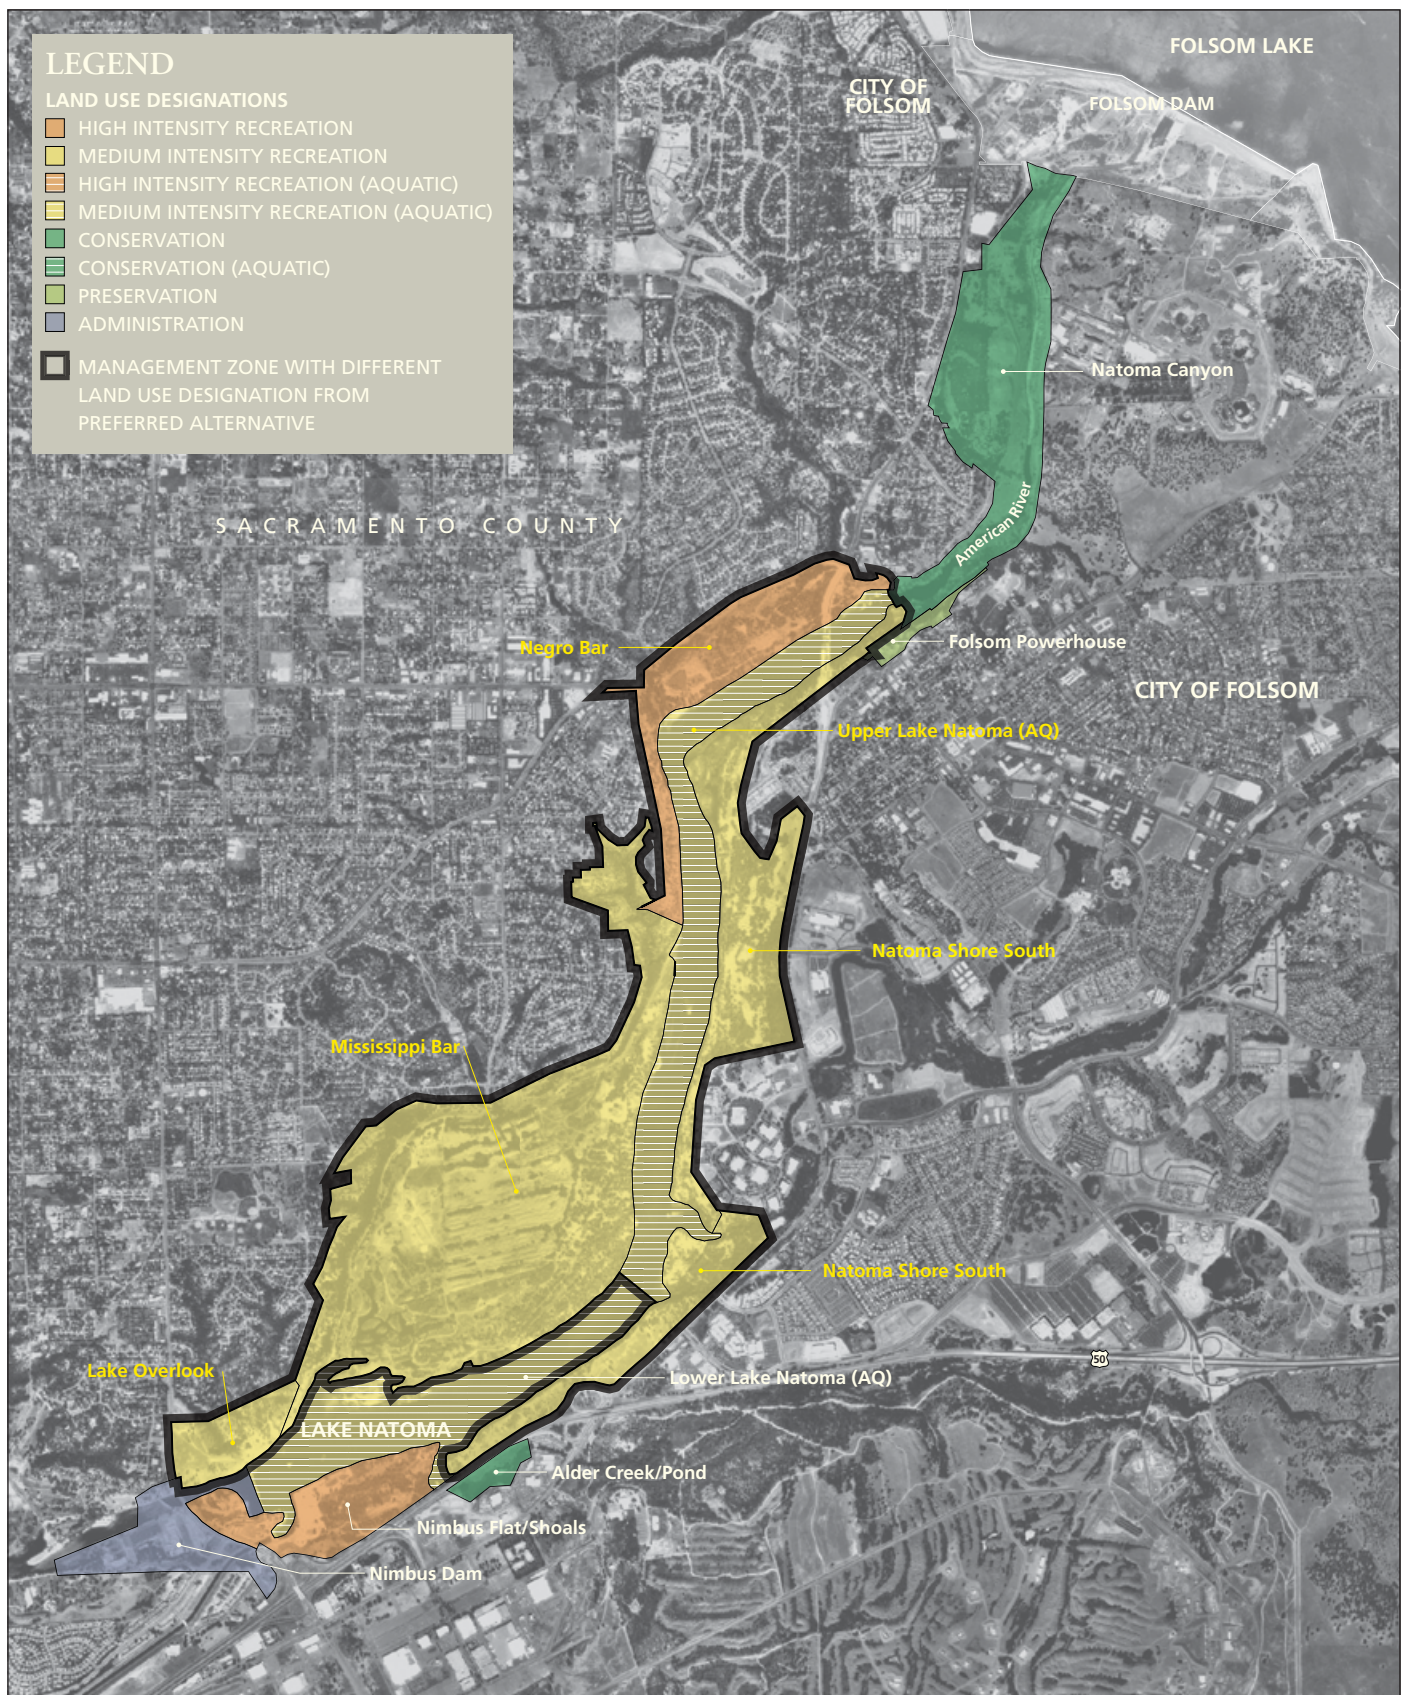 LEGEND
LAND USE DESIGNATIONS
HIGH INTENSITY RECREATION
MEDIUM INTENSITY RECREATION
HIGH INTENSITY RECREATION (AQUATIC)
MEDIUM INTENSITY RECREATION (AQUATIC)
CONSERVATION
CONSERVATION (AQUATIC)
PRESERVATION
ADMINISTRATION
MANAGEMENT ZONE WITH DIFFERENT
LAND USE DESIGNATION FROM
PREFERRED ALTERNATIVE
FOLSOM LAKE
CITY OF
FOLSOM
FOLSOM DAM
Natoma Canyon
SACRAMENTO COUNTY
American River
Negro Bar
Folsom Powerhouse
CITY OF FOLSOM
Upper Lake Natoma (AQ)
Natoma Shore South
Mississippi Bar
Natoma Shore South
50
Lake Overlook
Lower Lake Natoma (AQ)
LAKE NATOMA
Alder Creek/Pond
Nimbus Flat/Shoals
Nimbus Dam